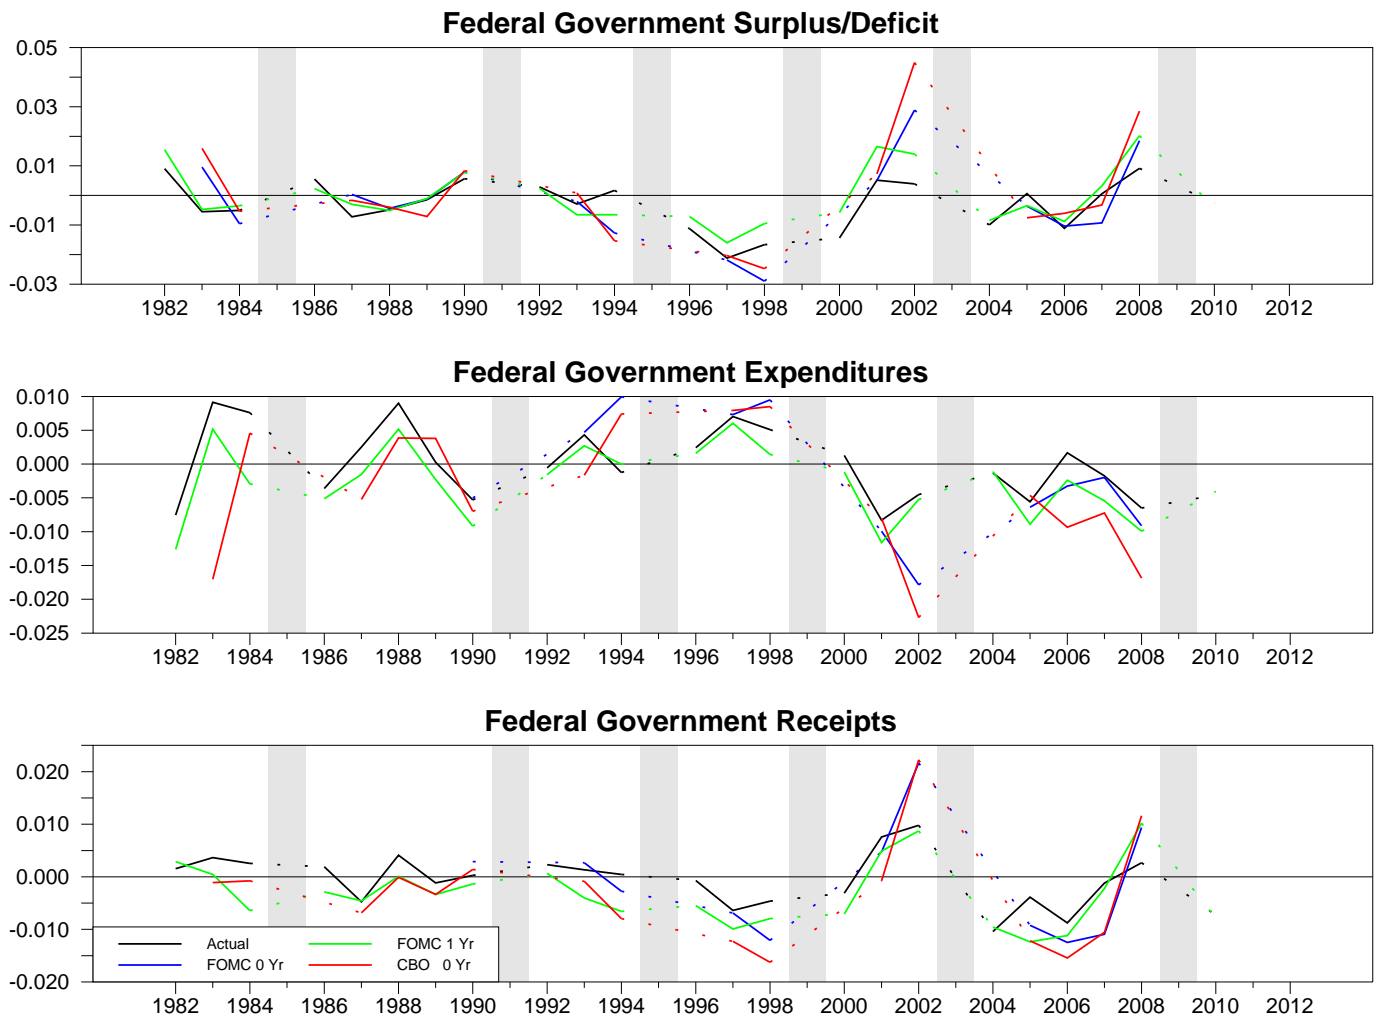 Federal Government Surplus/Deficit
0.05
0.03
0.01
-0.01
-0.03
1982 1984 1986 1988 1990 1992 1994 1996 1998 2000 2002 2004 2006 2008 2010 2012
Federal Government Expenditures
0.010
0.005
0.000
-0.005
-0.010
-0.015
-0.020
-0.025
1982 1984 1986 1988 1990 1992 1994 1996 1998 2000 2002 2004 2006 2008 2010 2012
Federal Government Receipts
0.020
0.010
0.000
-0.010
-0.020
Actual FOMC 1 Yr
FOMC 0 Yr CBO 0 Yr
1982 1984 1986 1988 1990 1992 1994 1996 1998 2000 2002 2004 2006 2008 2010 2012